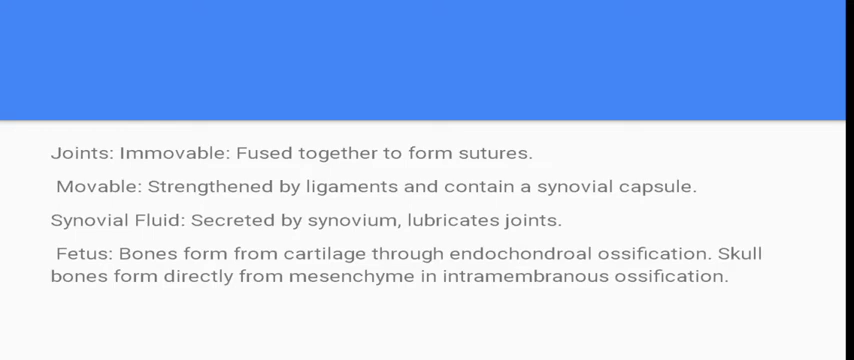 Joints: Immovable: Fused together to form sutures.
Movable: Strengthened by ligaments and contain a synovial capsule.
Synovial Fluid: Secreted by synovium, lubricates joints.
Fetus: Bones form from cartilage through endochondroal ossification. Skull
bones form directly from mesenchyme in intramembranous ossification.